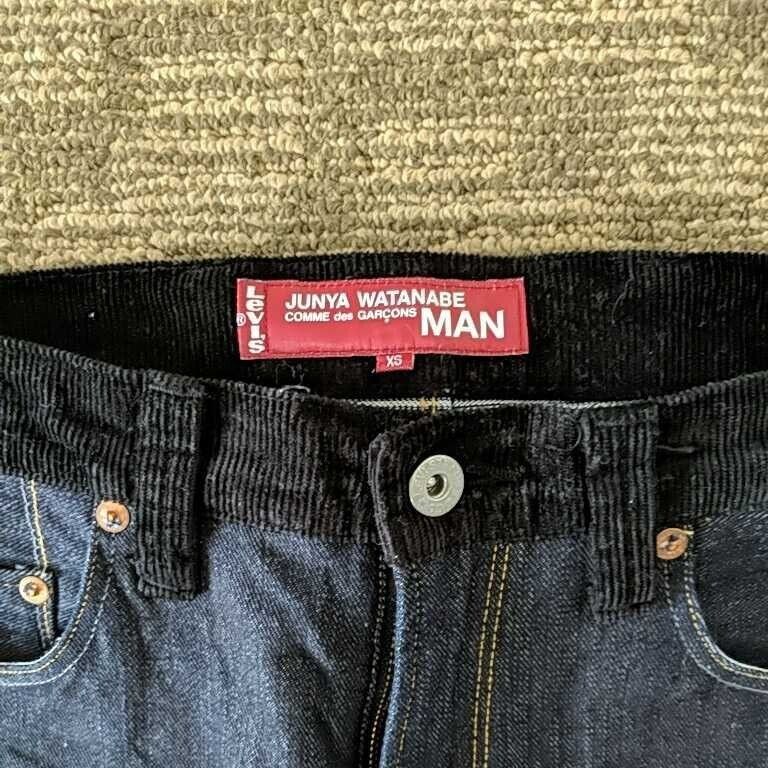 Levi's
®
JUNYA WATANABE
COMME des GARÇONS MAN
XS